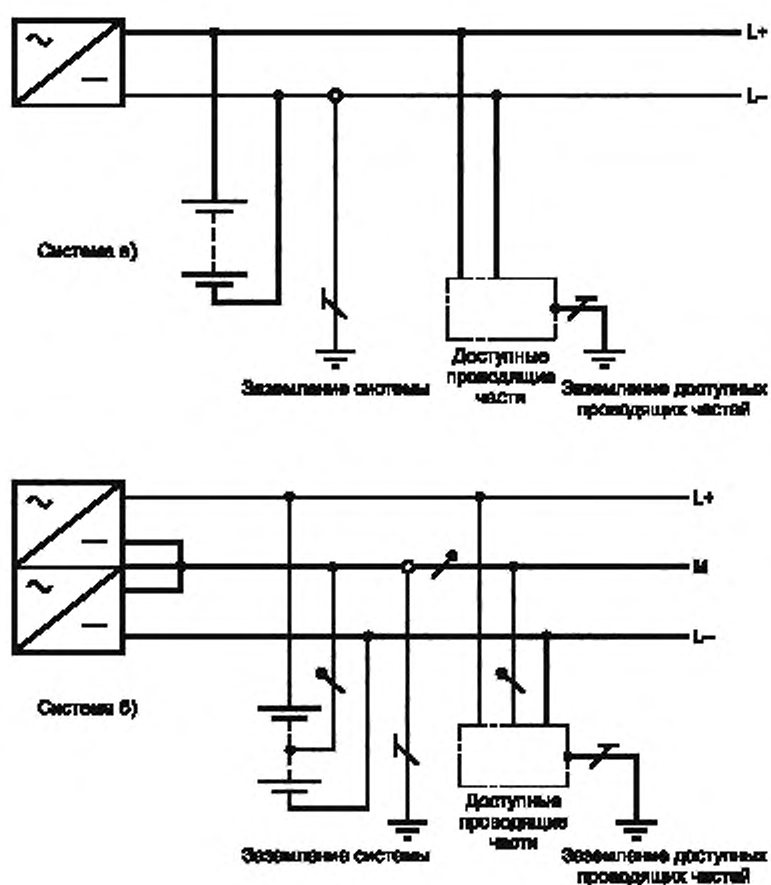 L+
L–
Система а)
Доступные
проводящие
части
Заземление системы
Заземление доступных
проводящих частей
L+
M
L–
Система б)
Доступные
проводящие
части
Заземление системы
Заземление доступных
проводящих частей